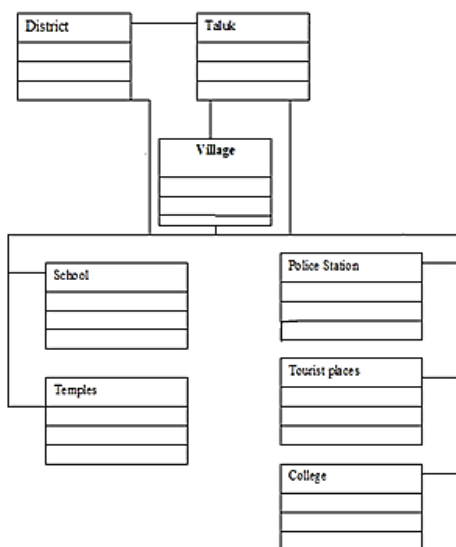 District
Taluk
Village
School
Police Station
Temples
Tourist places
College